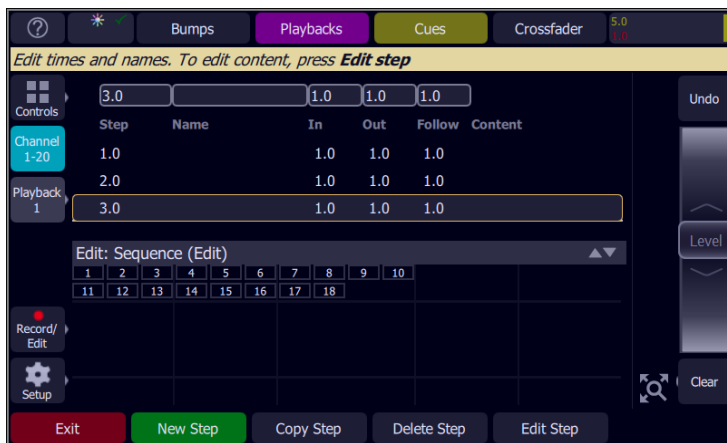 ? Bumps Playbacks Cues Crossfader 5.0
1.0
Edit times and names. To edit content, press Edit step
Controls
Channel
1-20
Playback
1
Record/
Edit
Setup
3.0 1.0 1.0 1.0
Step Name In Out Follow Content
1.0 1.0 1.0 1.0
2.0 1.0 1.0 1.0
3.0 1.0 1.0 1.0
Edit: Sequence (Edit)
1 2 3 4 5 6 7 8 9 10
11 12 13 14 15 16 17 18
Undo
Level
Clear
Exit New Step Copy Step Delete Step Edit Step